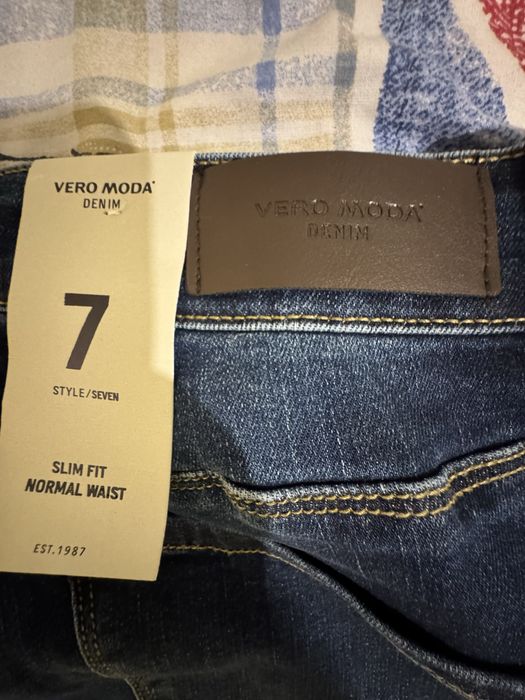 VERO MODA
DENIM
7
STYLE/SEVEN
SLIM FIT
NORMAL WAIST
EST.1987
VERO MODA
DENIM